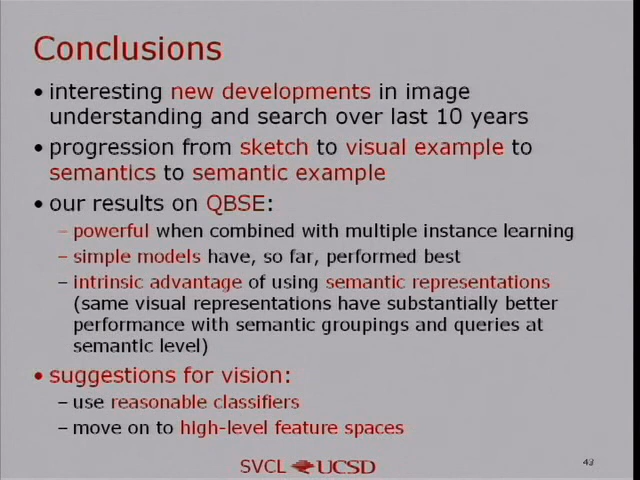 Conclusions
• interesting new developments in image
understanding and search over last 10 years
• progression from sketch to visual example to
semantics to semantic example
• our results on QBSE:
– powerful when combined with multiple instance learning
– simple models have, so far, performed best
– intrinsic advantage of using semantic representations
(same visual representations have substantially better
performance with semantic groupings and queries at
semantic level)
• suggestions for vision:
– use reasonable classifiers
– move on to high-level feature spaces
SVCL UCSD